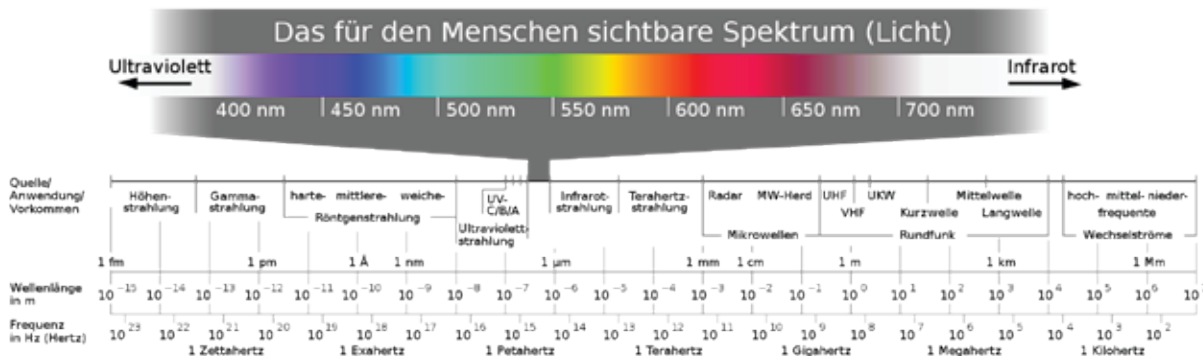 Das für den Menschen sichtbare Spektrum (Licht)
Ultraviolett
Infrarot
400 nm 450 nm 500 nm 550 nm 600 nm 650 nm 700 nm
Quelle/
Anwendung/
Vorkommen
Höhen-
strahlung
Gamma-
strahlung
harte- mittlere- weiche-
Röntgenstrahlung
UV-
C/B/A
Ultraviolett-
strahlung
Infrarot-
strahlung
Terahertz-
strahlung
Radar MW-Herd
Mikrowellen
UHF UKW Mittelwelle
VHF Kurzwelle Langwelle
Rundfunk
hoch- mittel- nieder-
frequente
Wechselströme
1 fm 1 pm 1 Å 1 nm 1 µm 1 mm 1 cm 1 m 1 km 1 Mm
Wellenlänge
in m
10⁻¹⁵ 10⁻¹⁴ 10⁻¹³ 10⁻¹² 10⁻¹¹ 10⁻¹⁰ 10⁻⁹ 10⁻⁸ 10⁻⁷ 10⁻⁶ 10⁻⁵ 10⁻⁴ 10⁻³ 10⁻² 10⁻¹ 10⁰ 10¹ 10² 10³ 10⁴ 10⁵ 10⁶ 10⁷
Frequenz
in Hz (Hertz)
10²³ 10²² 10²¹ 10²⁰ 10¹⁹ 10¹⁸ 10¹⁷ 10¹⁶ 10¹⁵ 10¹⁴ 10¹³ 10¹² 10¹¹ 10¹⁰ 10⁹ 10⁸ 10⁷ 10⁶ 10⁵ 10⁴ 10³ 10²
1 Zettahertz 1 Exahertz 1 Petahertz 1 Terahertz 1 Gigahertz 1 Megahertz 1 Kilohertz